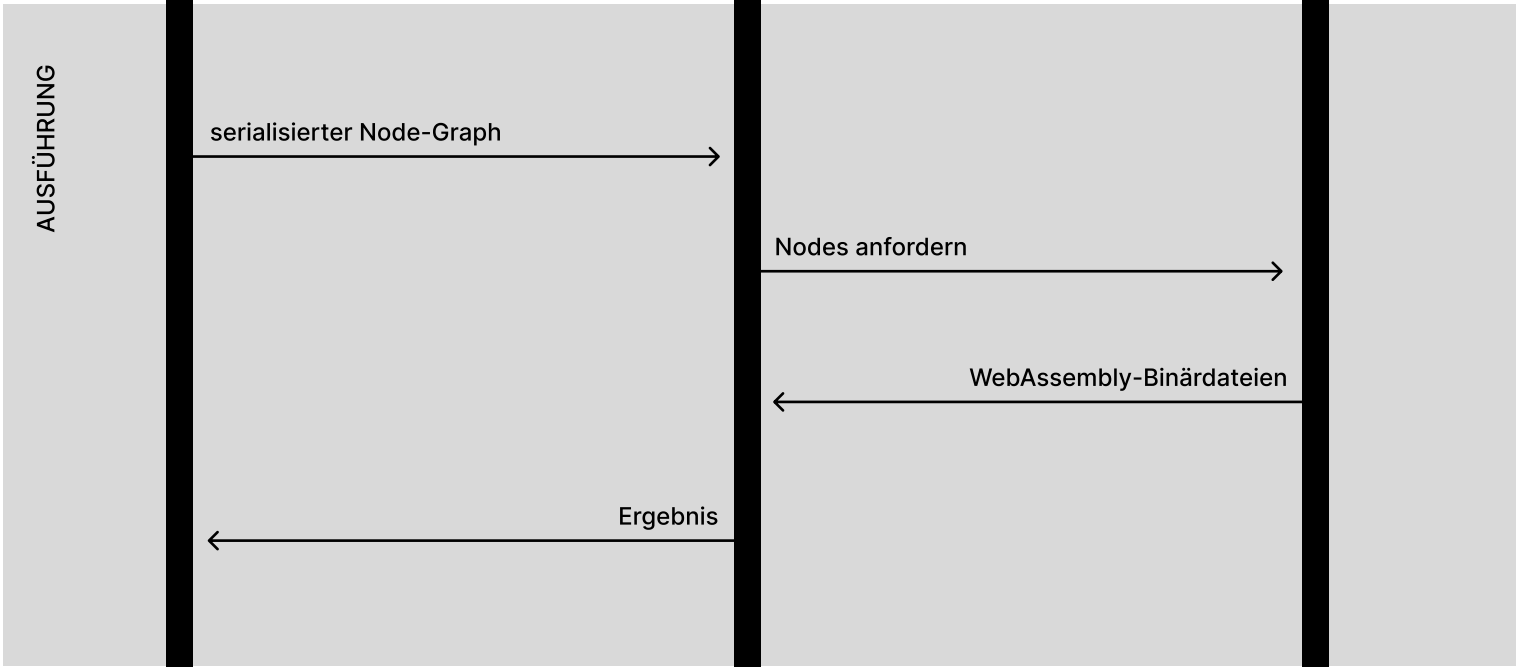 AUSFÜHRUNG
serialisierter Node-Graph
Nodes anfordern
WebAssembly-Binärdateien
Ergebnis